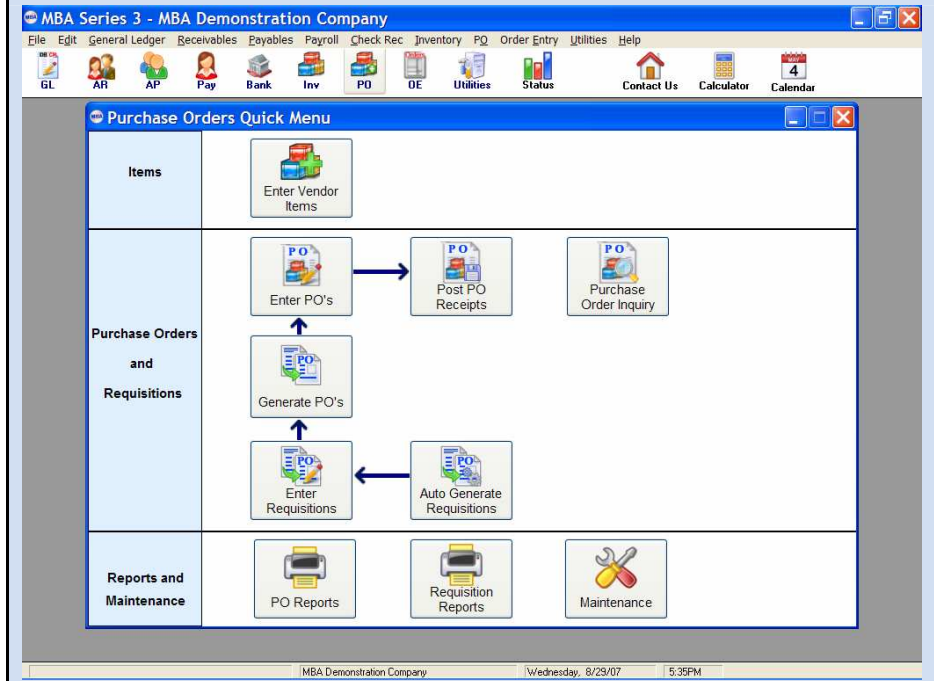 MBA Series 3 - MBA Demonstration Company
File Edit General Ledger Receivables Payables Payroll Check Rec Inventory PO Order Entry Utilities Help
GL AR AP Pay Bank Inv PO OE Utilities Status Contact Us Calculator 4 Calendar
Purchase Orders Quick Menu
Items
Enter Vendor
Items
Purchase Orders
and
Requisitions
PO
Enter PO's
PO
Post PO
Receipts
PO
Purchase
Order Inquiry
PO
Generate PO's
PO
Enter
Requisitions
PO
Auto Generate
Requisitions
Reports and
Maintenance
PO Reports
Requisition
Reports
Maintenance
MBA Demonstration Company Wednesday, 8/29/07 5:35PM